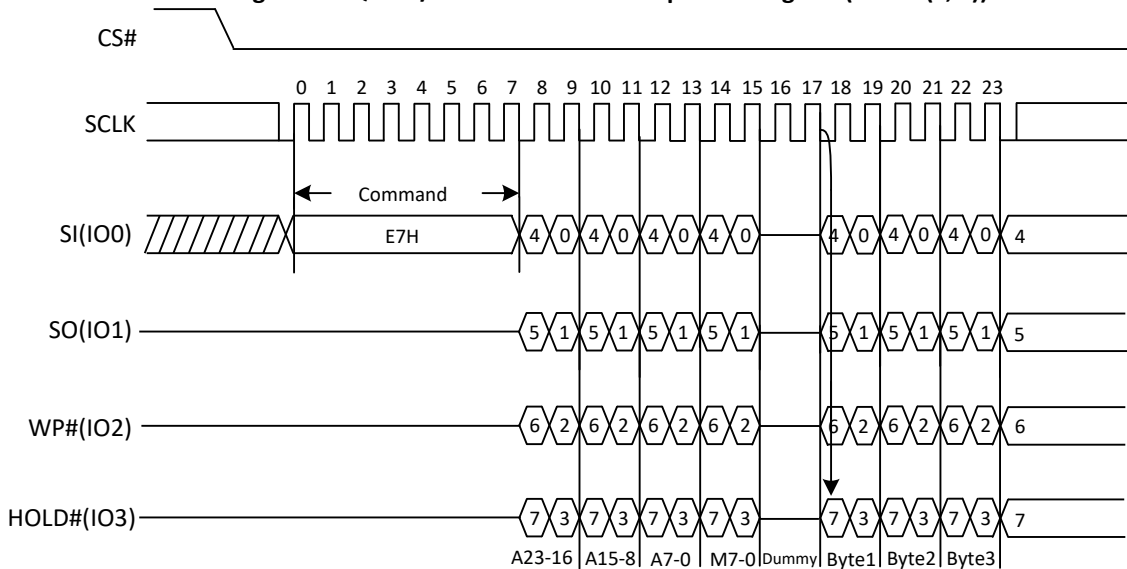 CS#
0 1 2 3 4 5 6 7 8 9 10 11 12 13 14 15 16 17 18 19 20 21 22 23
SCLK
Command
SI(IO0) E7H 4 0 4 0 4 0 4 0 4 0 4 0 4 0 4
SO(IO1) 5 1 5 1 5 1 5 1 5 1 5 1 5 1 5
WP#(IO2) 6 2 6 2 6 2 6 2 6 2 6 2 6 2 6
HOLD#(IO3) 7 3 7 3 7 3 7 3 7 3 7 3 7 3 7
A23-16 A15-8 A7-0 M7-0 Dummy Byte1 Byte2 Byte3